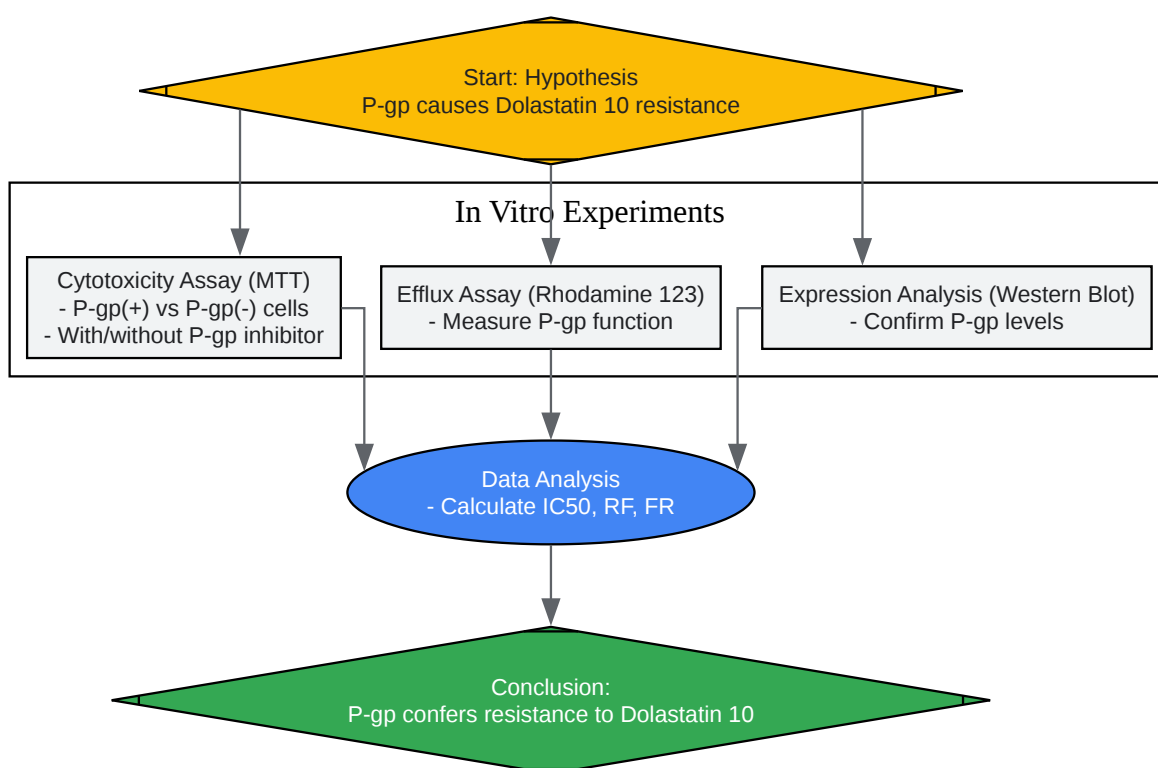 Start: Hypothesis
P-gp causes Dolastatin 10 resistance
In Vitro Experiments
Cytotoxicity Assay (MTT)
- P-gp(+) vs P-gp(-) cells
- With/without P-gp inhibitor
Efflux Assay (Rhodamine 123)
- Measure P-gp function
Expression Analysis (Western Blot)
- Confirm P-gp levels
Data Analysis
- Calculate IC50, RF, FR
Conclusion:
P-gp confers resistance to Dolastatin 10